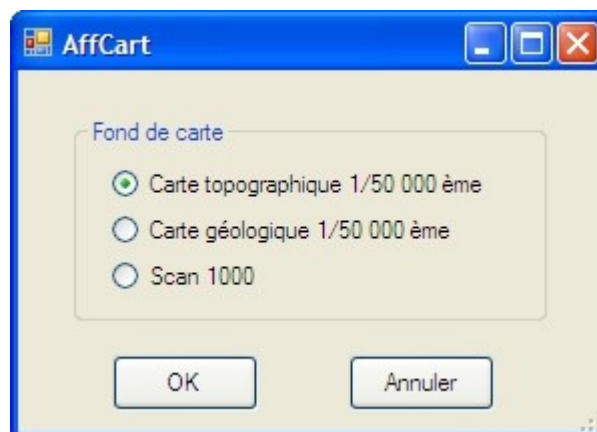 AffCart
Fond de carte
Carte topographique 1/50 000 ème
Carte géologique 1/50 000 ème
Scan 1000
OK
Annuler